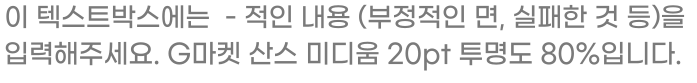 이 텍스트박스에는  - 적인 내용 (부정적인 면, 실패한 것 등)을
입력해주세요. G마켓 산스 미디움 20pt 투명도 80%입니다.